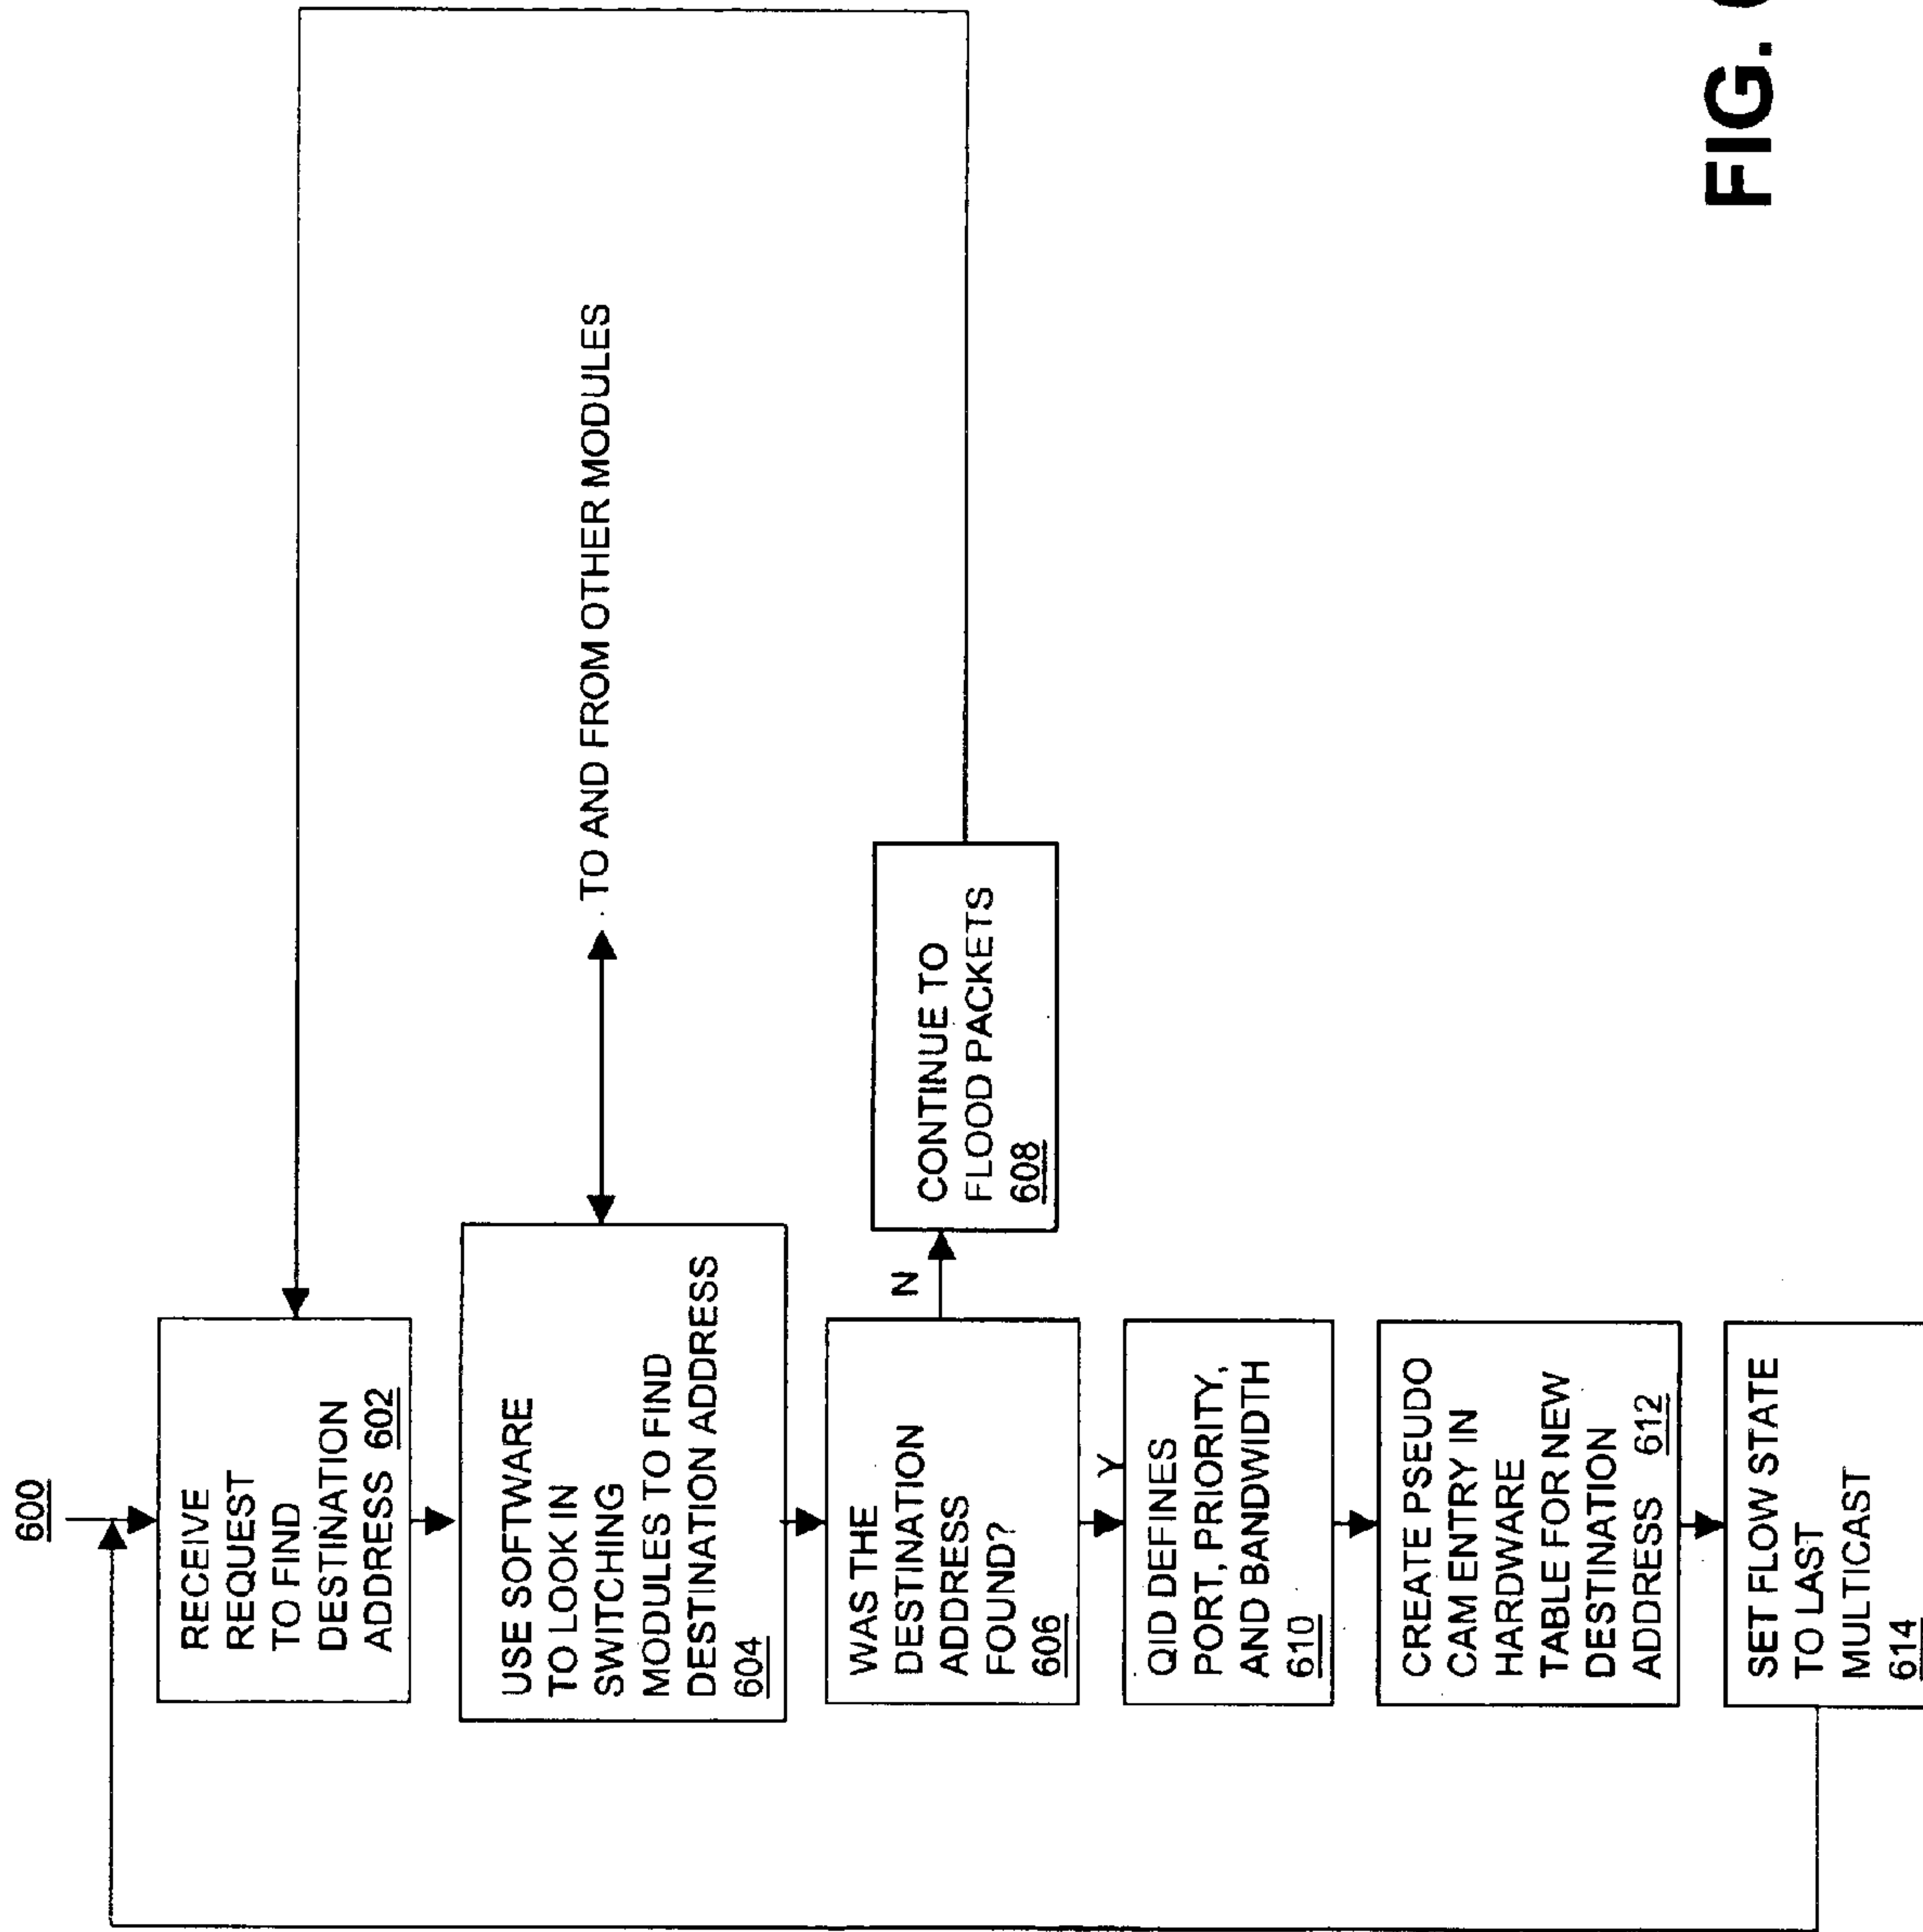 600
RECEIVE
REQUEST
TO FIND
DESTINATION
ADDRESS 602
USE SOFTWARE
TO LOOK IN
SWITCHING
MODULES TO FIND
DESTINATION ADDRESS
604
TO AND FROM OTHER MODULES
WAS THE
DESTINATION
ADDRESS
FOUND?
606
N
CONTINUE TO
FLOOD PACKETS
608
Y
QID DEFINES
PORT, PRIORITY,
AND BANDWIDTH
610
CREATE PSEUDO
CAM ENTRY IN
HARDWARE
TABLE FOR NEW
DESTINATION
ADDRESS 612
SET FLOW STATE
TO LAST
MULTICAST
614
FIG.